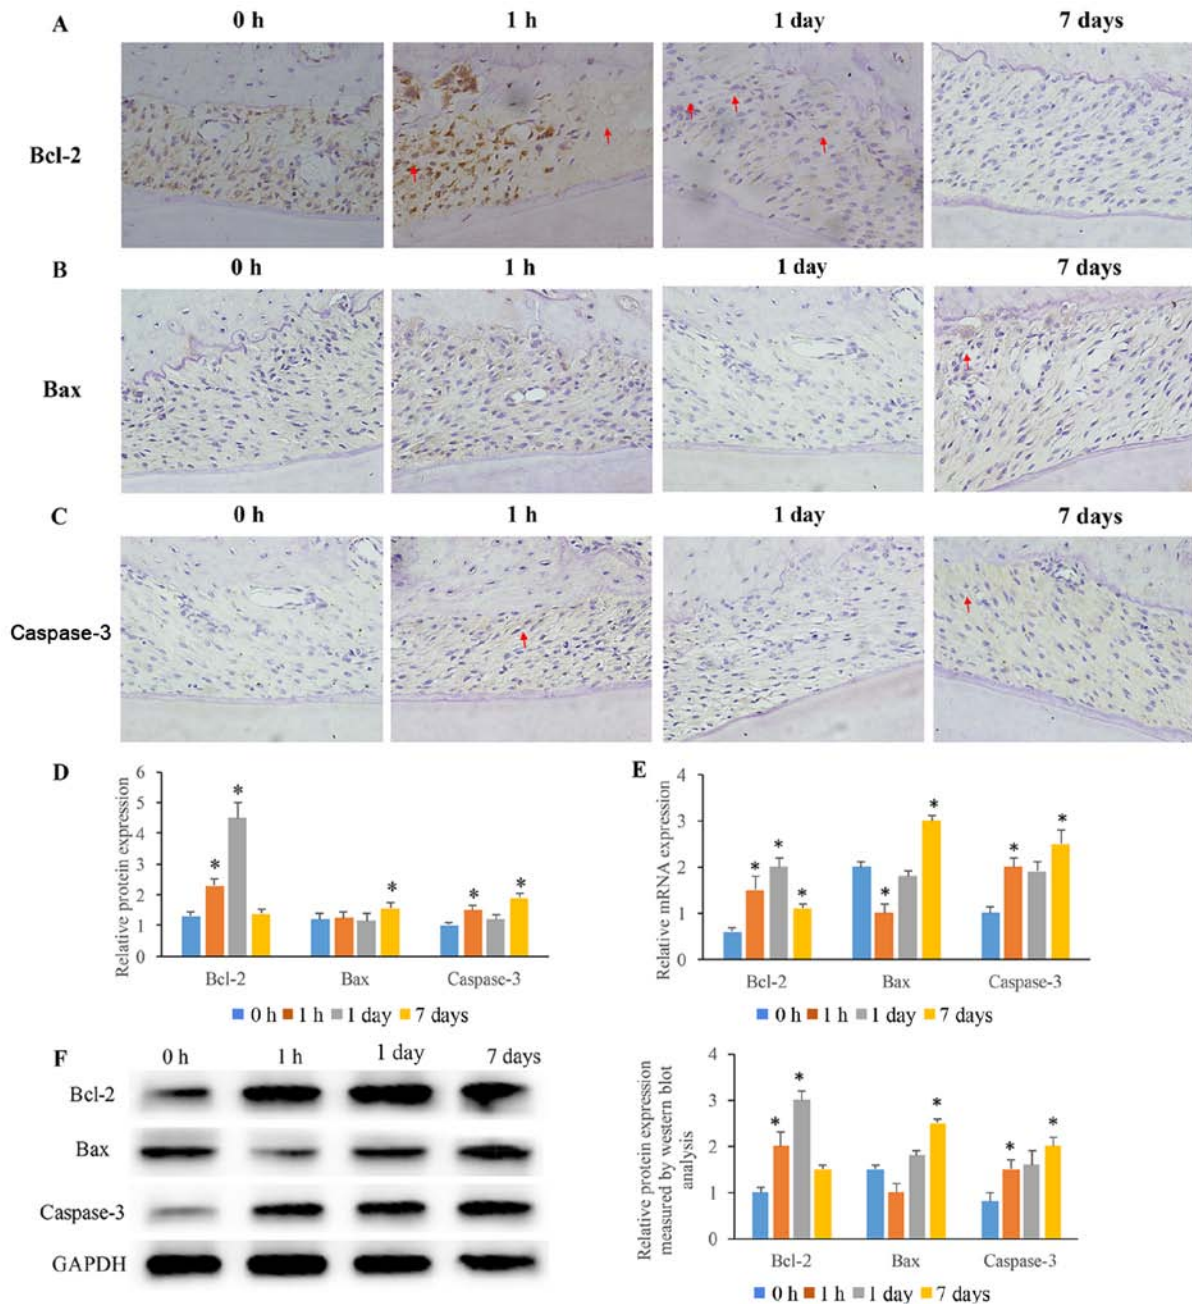 A 0 h 1 h 1 day 7 days
Bcl-2
B 0 h 1 h 1 day 7 days
Bax
C 0 h 1 h 1 day 7 days
Caspase-3
D
Relative protein expression
6
5
4
3
2
1
0
* * * * *
Bcl-2 Bax Caspase-3
0 h 1 h 1 day 7 days
E
Relative mRNA expression
4
3
2
1
0
* * * * * * *
Bcl-2 Bax Caspase-3
0 h 1 h 1 day 7 days
F 0 h 1 h 1 day 7 days
Bcl-2
Bax
Caspase-3
GAPDH
Relative protein expression
measured by western blot
analysis
4
3
2
1
0
* * * * *
Bcl-2 Bax Caspase-3
0 h 1 h 1 day 7 days